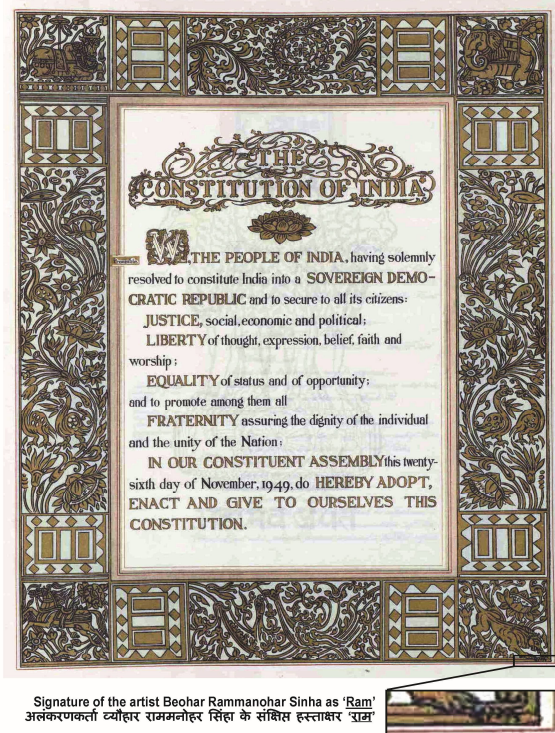 THE
CONSTITUTION OF INDIA
WE, THE PEOPLE OF INDIA, having solemnly
resolved to constitute India into a SOVEREIGN DEMO-
CRATIC REPUBLIC and to secure to all its citizens:
JUSTICE, social, economic and political;
LIBERTY of thought, expression, belief, faith and
worship;
EQUALITY of status and of opportunity;
and to promote among them all
FRATERNITY assuring the dignity of the individual
and the unity of the Nation;
IN OUR CONSTITUENT ASSEMBLY this twenty-
sixth day of November, 1949, do HEREBY ADOPT,
ENACT AND GIVE TO OURSELVES THIS
CONSTITUTION.
Signature of the artist Beohar Rammanohar Sinha as 'Ram'
अलंकरणकर्ता ब्यौहार राममनोहर सिंहा के संक्षिप्त हस्ताक्षर 'राम'